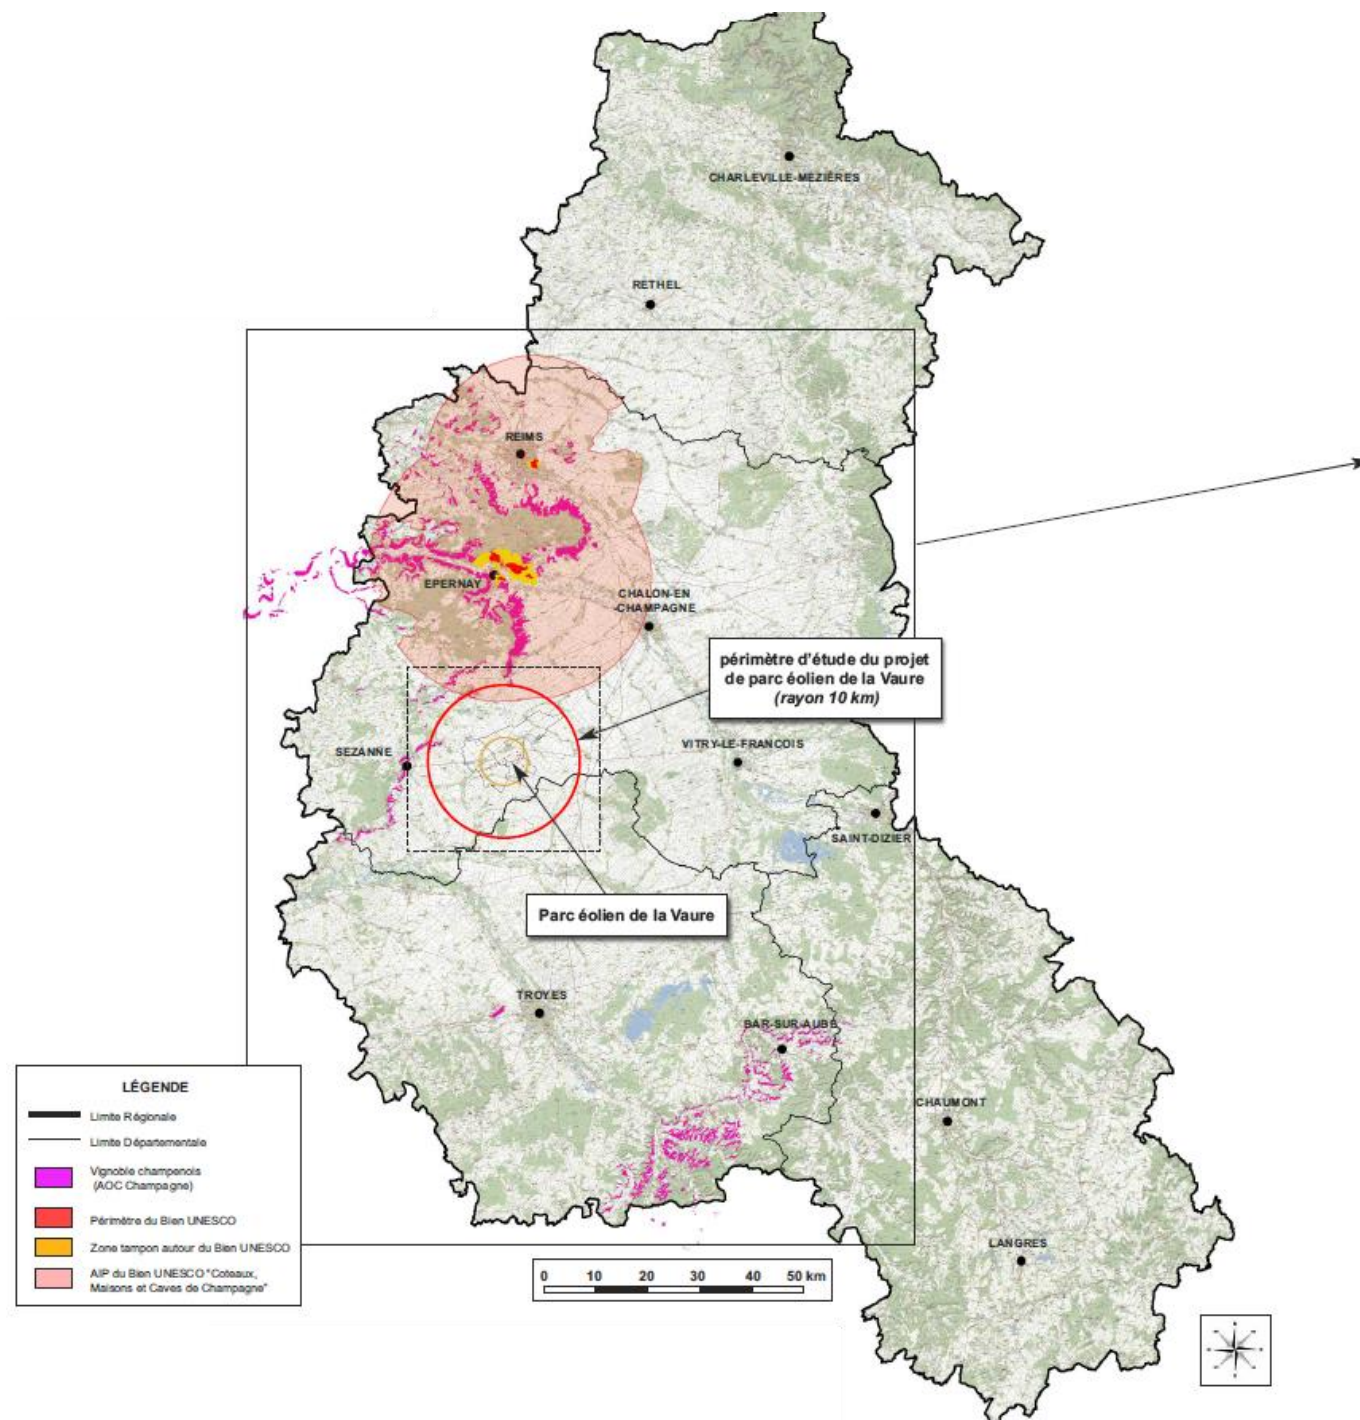 CHARLEVILLE-MEZIÈRES
RETHEL
REIMS
EPERNAY
CHALON-EN
-CHAMPAGNE
périmètre d'étude du projet
de parc éolien de la Vaure
(rayon 10 km)
SEZANNE
VITRY-LE-FRANCOIS
SAINT-DIZIER
Parc éolien de la Vaure
TROYES
BAR-SUR-AUBE
CHAUMONT
LANGRES
LÉGENDE
Limite Régionale
Limite Départementale
Vignoble champenois
(AOC Champagne)
Périmètre du Bien UNESCO
Zone tampon autour du Bien UNESCO
AIP du Bien UNESCO "Coteaux,
Maisons et Caves de Champagne"
0 10 20 30 40 50 km